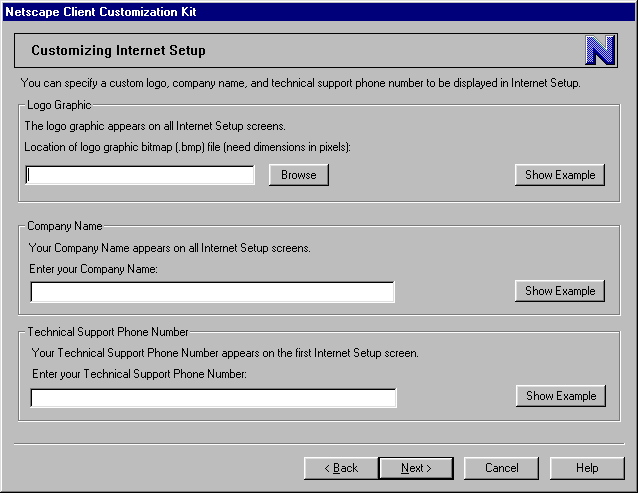 Netscape Client Customization Kit
Customizing Internet Setup
N
You can specify a custom logo, company name, and technical support phone number to be displayed in Internet Setup.
Logo Graphic
The logo graphic appears on all Internet Setup screens.
Location of logo graphic bitmap (.bmp) file (need dimensions in pixels):
Browse
Show Example
Company Name
Your Company Name appears on all Internet Setup screens.
Enter your Company Name:
Show Example
Technical Support Phone Number
Your Technical Support Phone Number appears on the first Internet Setup screen.
Enter your Technical Support Phone Number:
Show Example
< Back
Next >
Cancel
Help